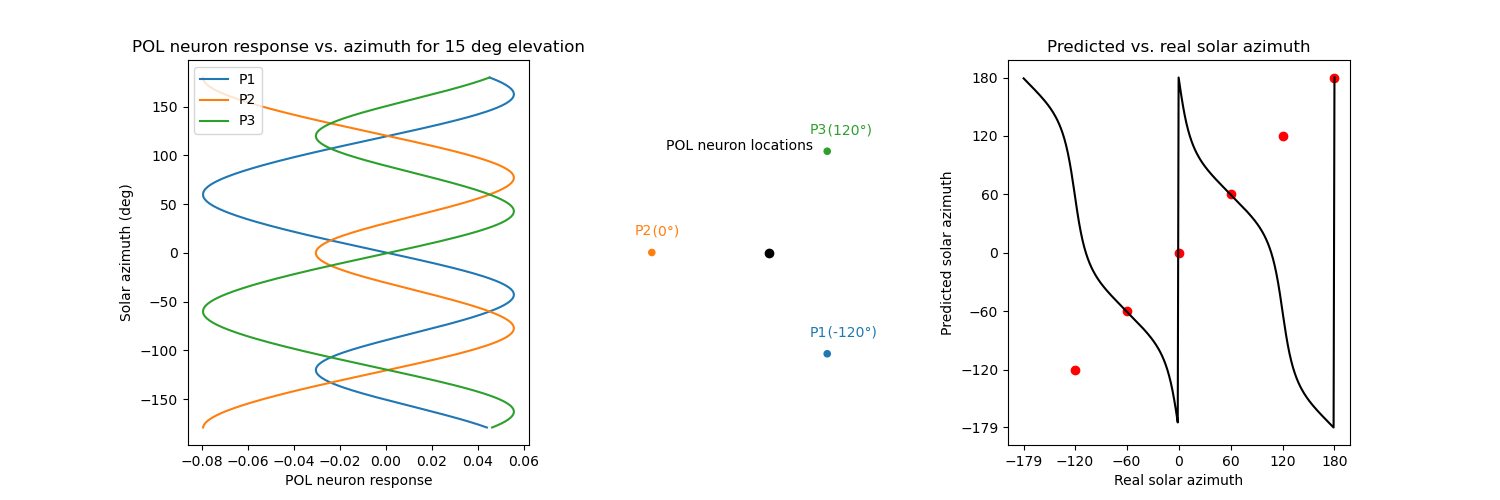 POL neuron response vs. azimuth for 15 deg elevation
P1
P2
P3
150
100
50
0
−50
−100
−150
Solar azimuth (deg)
−0.08 −0.06 −0.04 −0.02 0.00 0.02 0.04 0.06
POL neuron response
P3(120°)
POL neuron locations
P2(0°)
P1(-120°)
Predicted vs. real solar azimuth
180
120
60
0
−60
−120
−179
Predicted solar azimuth
−179 −120 −60 0 60 120 180
Real solar azimuth